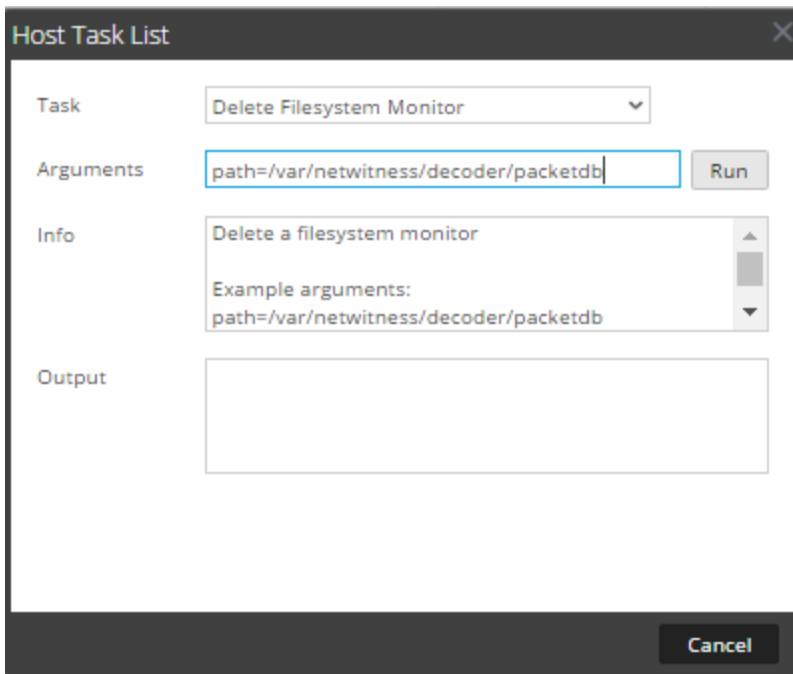 Host Task List
Task
Delete Filesystem Monitor
Arguments
path=/var/netwitness/decoder/packetdb
Run
Info
Delete a filesystem monitor
Example arguments:
path=/var/netwitness/decoder/packetdb
Output
Cancel